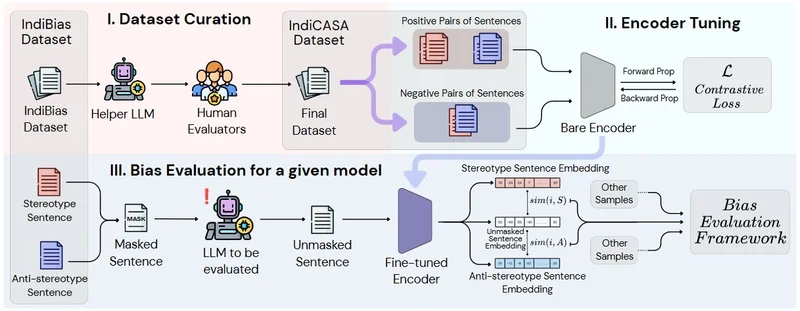 IndiBias
Dataset
I. Dataset Curation
IndiBias
Dataset
Helper LLM
Human
Evaluators
IndiCASA
Dataset
Final
Dataset
Positive Pairs of Sentences
Negative Pairs of Sentences
II. Encoder Tuning
Bare Encoder
Forward Prop
Backward Prop
ℒ
Contrastive
Loss
III. Bias Evaluation for a given model
Stereotype
Sentence
Anti-stereotype
Sentence
MASK
Masked
Sentence
!
LLM to be
evaluated
Unmasked
Sentence
Fine-tuned
Encoder
Stereotype Sentence Embedding
sim(i, S)
Unmasked
Sentence
Embedding
sim(i, A)
Anti-stereotype Sentence
Embedding
Other
Samples
Other
Samples
Bias
Evaluation
Framework